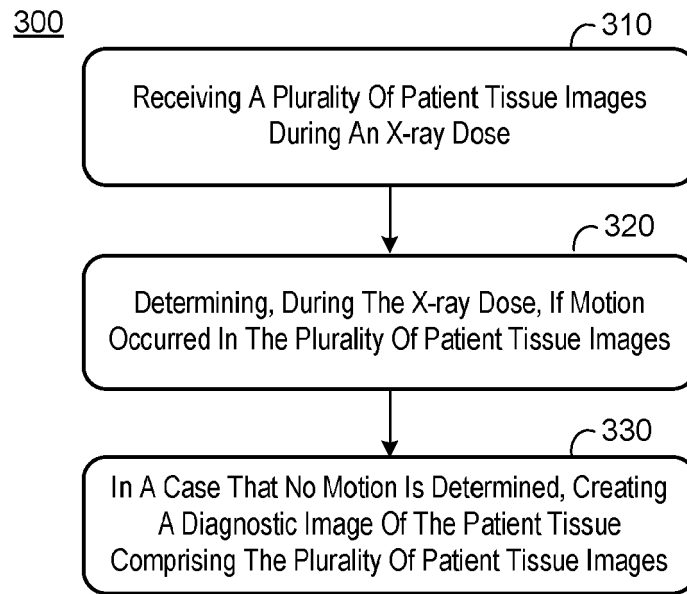 300
310
Receiving A Plurality Of Patient Tissue Images
During An X-ray Dose
320
Determining, During The X-ray Dose, If Motion
Occurred In The Plurality Of Patient Tissue Images
330
In A Case That No Motion Is Determined, Creating
A Diagnostic Image Of The Patient Tissue
Comprising The Plurality Of Patient Tissue Images